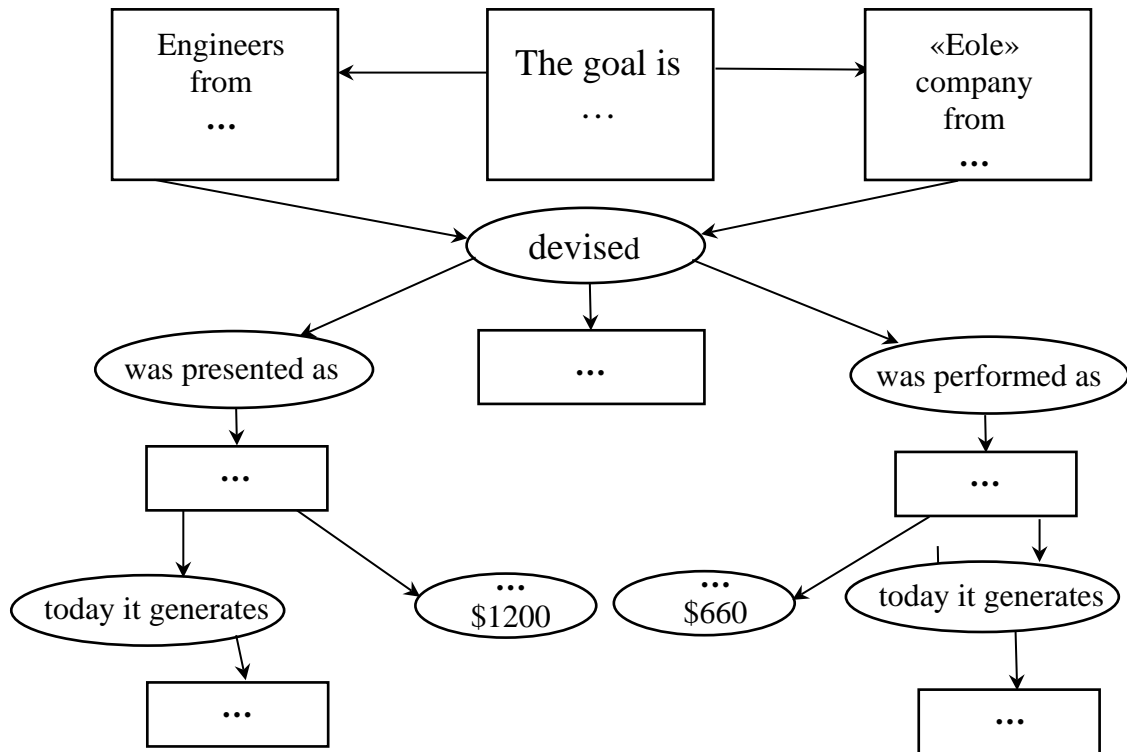 Engineers
from
...
The goal is
...
«Eole»
company
from
...
devised
was presented as
...
was performed as
...
...
today it generates
...
$1200
...
$660
today it generates
...
...